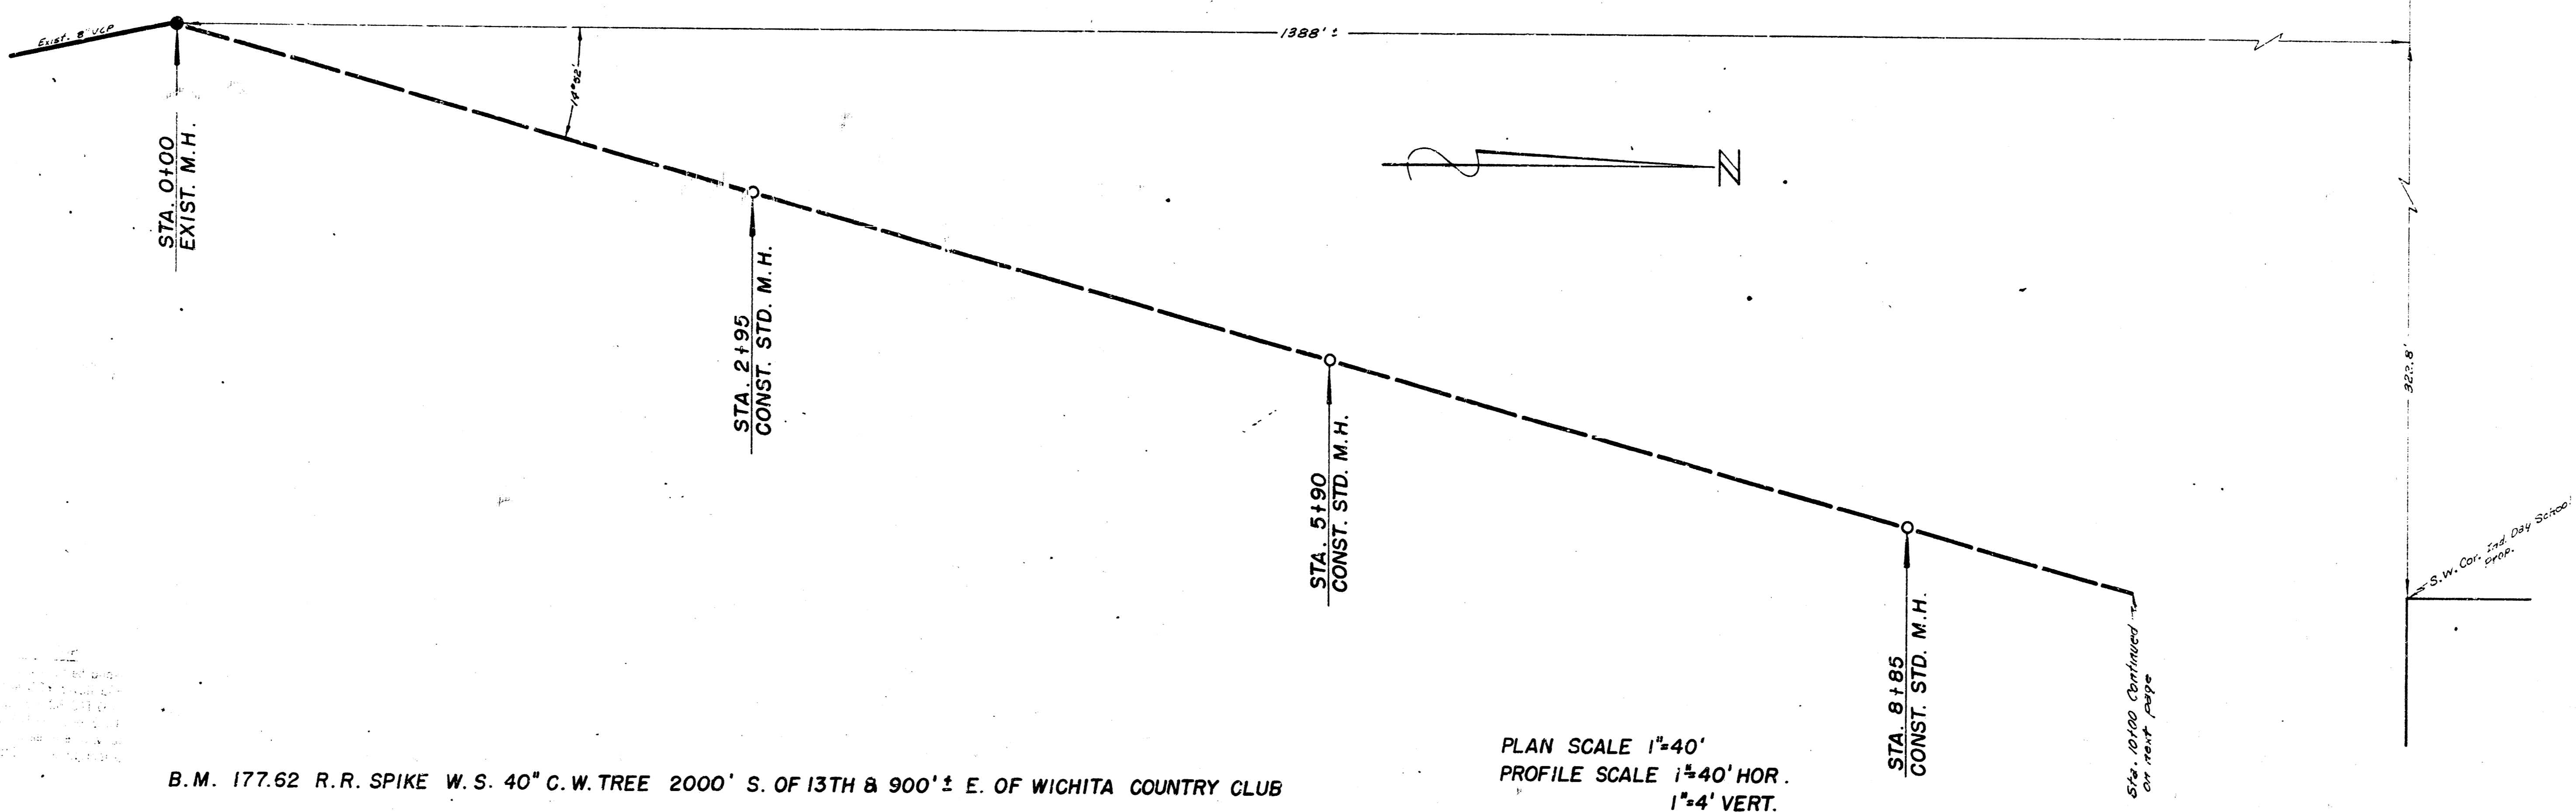 Exist. 8" VCP
1388' ±
14°52'
STA. 0+00
EXIST. M.H.
N
STA. 2+95
CONST. STD. M.H.
322.8'
STA. 5+90
CONST. STD. M.H.
S.W. Cor. Ind. Day School
Prop.
STA. 8+85
CONST. STD. M.H.
Sta. 10+00 Continued
on next page
PLAN SCALE 1"=40'
PROFILE SCALE 1"=40' HOR.
1"=4' VERT.
B.M. 177.62 R.R. SPIKE W.S. 40" C.W. TREE 2000' S. OF 13TH & 900' ± E. OF WICHITA COUNTRY CLUB